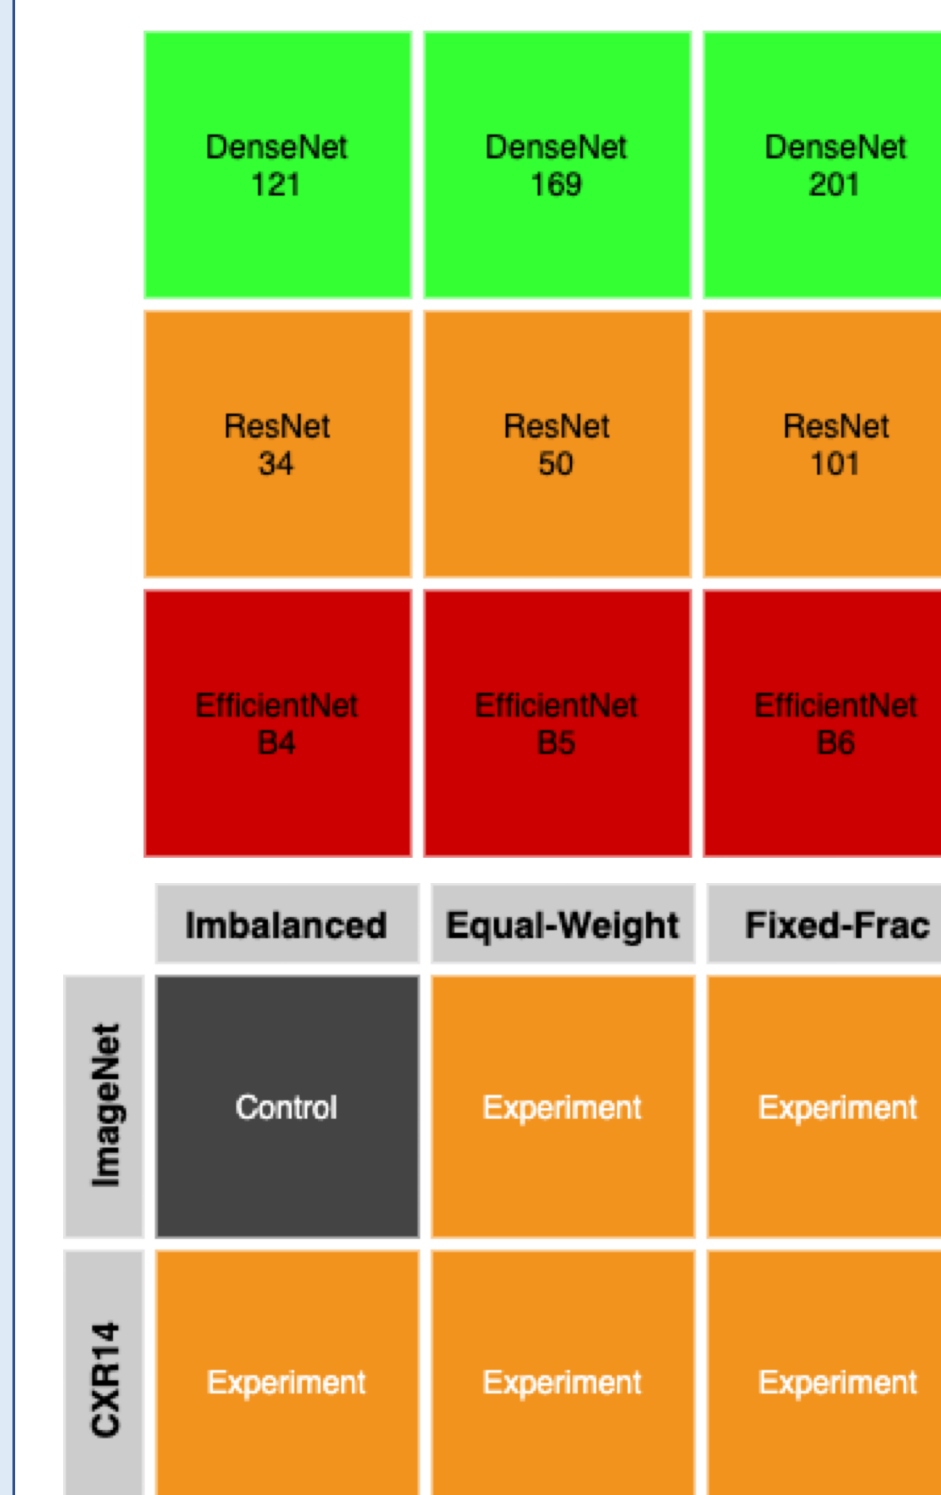 DenseNet
121
DenseNet
169
DenseNet
201
ResNet
34
ResNet
50
ResNet
101
EfficientNet
B4
EfficientNet
B5
EfficientNet
B6
Imbalanced
Equal-Weight
Fixed-Frac
ImageNet
Control
Experiment
Experiment
CXR14
Experiment
Experiment
Experiment